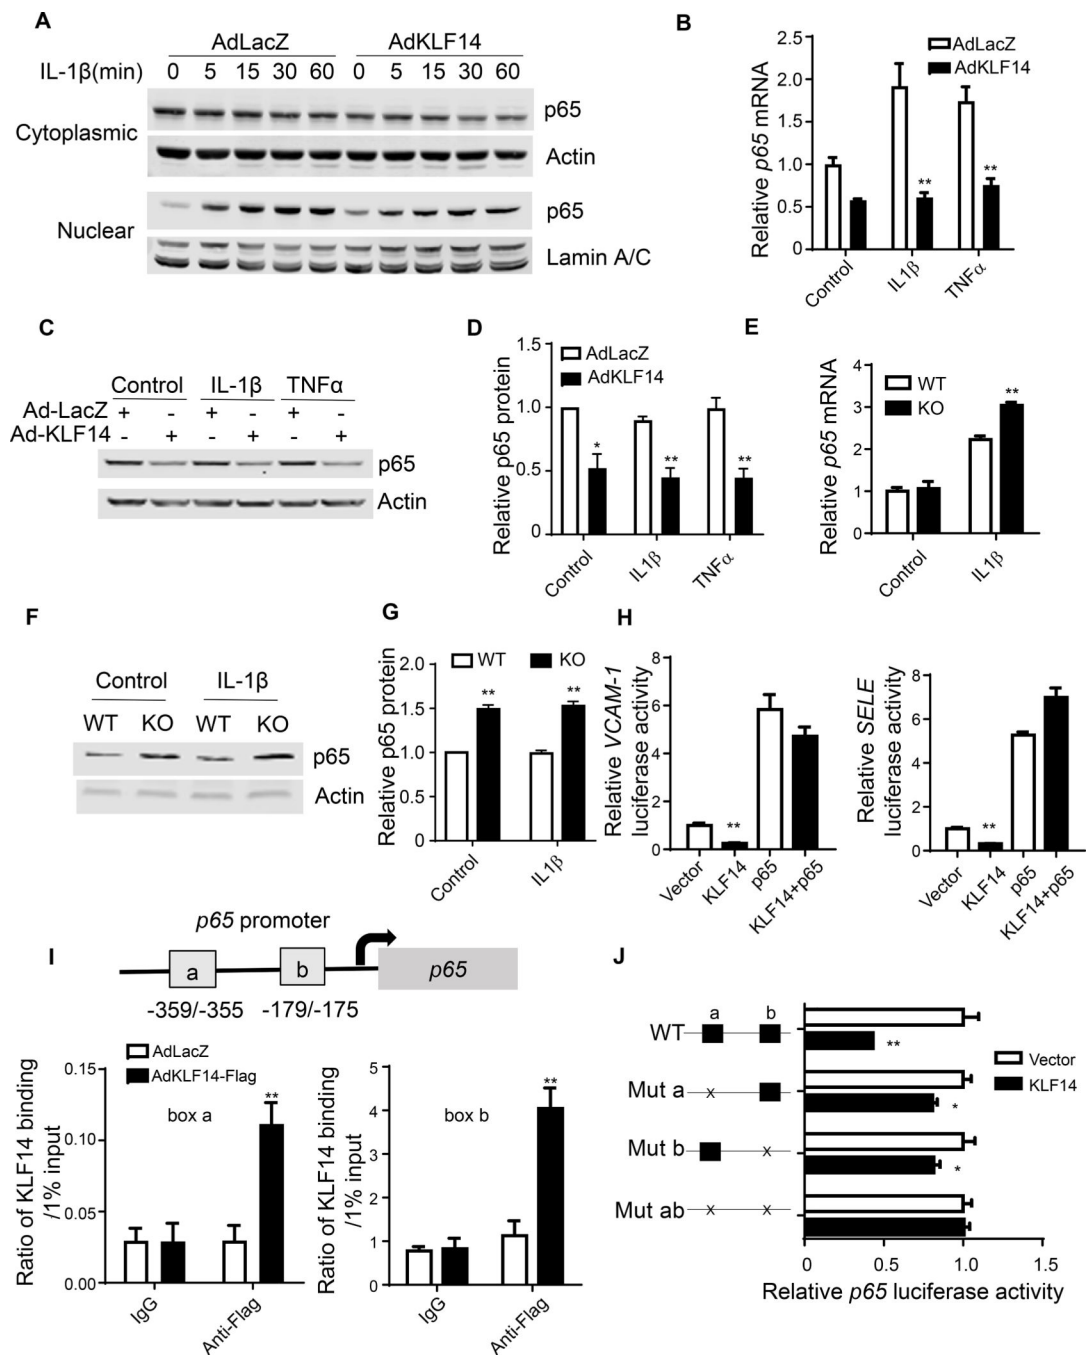 A
AdLacZ AdKLF14
IL-1β(min) 0 5 15 30 60 0 5 15 30 60
Cytoplasmic
p65
Actin
Nuclear
p65
Lamin A/C
B
Relative p65 mRNA
2.5
2.0
1.5
1.0
0.5
0
AdLacZ
AdKLF14
**
**
Control IL1β TNFα
C
Control IL-1β TNFα
Ad-LacZ + - + - + -
Ad-KLF14 - + - + - +
p65
Actin
D
Relative p65 protein
1.5
1.0
0.5
0
AdLacZ
AdKLF14
*
**
**
Control IL1β TNFα
E
Relative p65 mRNA
4
3
2
1
0
WT
KO
**
Control IL1β
F
Control IL-1β
WT KO WT KO
p65
Actin
G
Relative p65 protein
2.0
1.5
1.0
1.5
0
WT KO
**
**
Control IL1β
H
Relative VCAM-1
luciferase activity
8
6
4
2
0
**
Vector KLF14 p65 KLF14+p65
Relative SELE
luciferase activity
8
6
4
2
0
**
Vector KLF14 p65 KLF14+p65
I
p65 promoter
a b p65
-359/-355 -179/-175
Ratio of KLF14 binding
/1% input
0.15
0.10
0.05
0.00
AdLacZ
AdKLF14-Flag
box a
**
IgG Anti-Flag
Ratio of KLF14 binding
/1% input
5
4
3
2
1
0
box b
**
IgG Anti-Flag
J
a b
WT
**
Mut a x
*
Mut b x
*
Mut ab x x
Vector
KLF14
0 0.5 1.0 1.5
Relative p65 luciferase activity